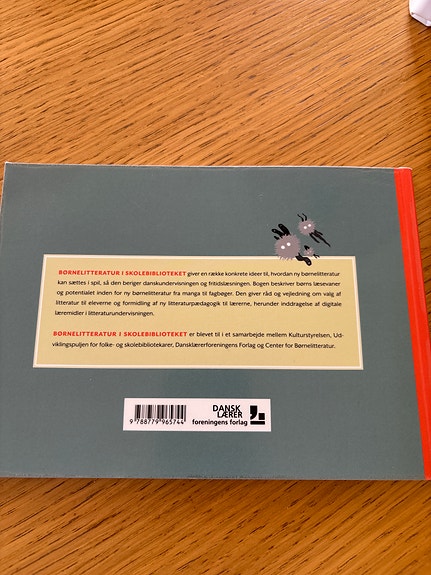 BØRNELITTERATUR I SKOLEBIBLIOTEKET giver en række konkrete ideer til, hvordan ny børnelitteratur
kan sættes i spil, så den beriger danskundervisningen og fritidslæsningen. Bogen beskriver børns læsevaner
og potentialet inden for ny børnelitteratur fra manga til fagbøger. Den giver råd og vejledning om valg af
litteratur til eleverne og formidling af ny litteraturpædagogik til lærerne, herunder inddragelse af digitale
læremidler i litteraturundervisningen.
BØRNELITTERATUR I SKOLEBIBLIOTEKET er blevet til i et samarbejde mellem Kulturstyrelsen, Ud-
viklingspuljen for folke- og skolebibliotekarer, Dansklærerforeningens Forlag og Center for Børnelitteratur.
9 788779 965744
DANSK
LÆRER
foreningens forlag